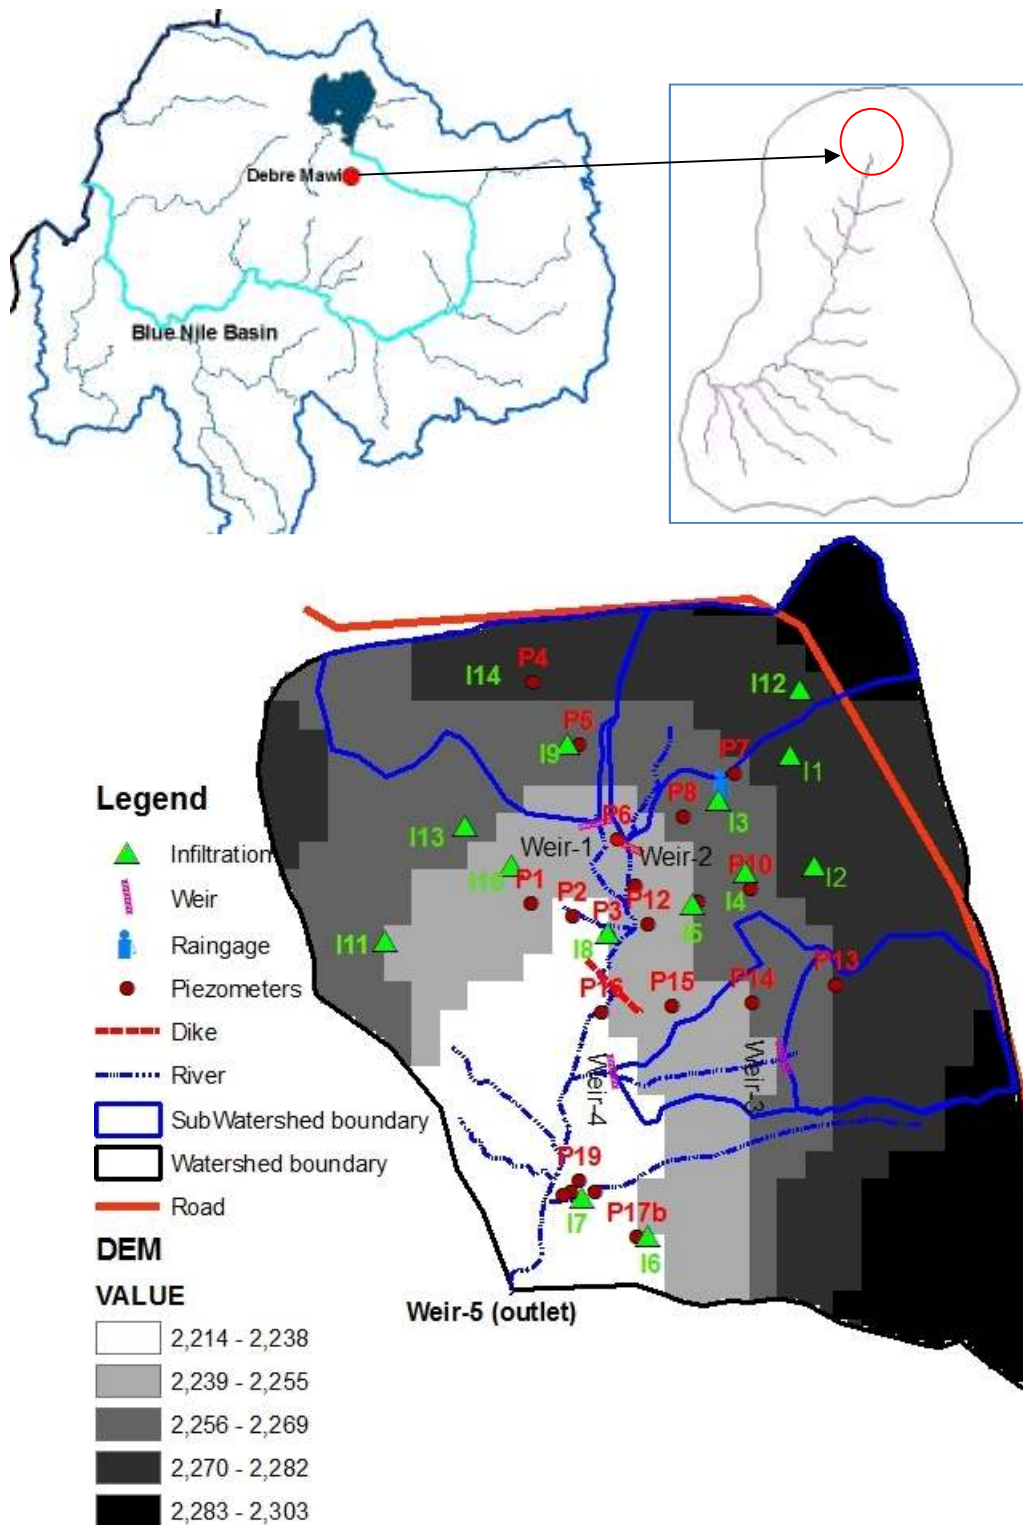 Debre Mawi
Blue Nile Basin
I14
P4
I12
P5
I9
P7
I1
P8
I3
P6
I13
Weir-1
Weir-2
I10
P10
I2
P1
P2
P3
P12
I4
I5
I8
I11
P13
P16
P15
P14
Weir-4
Weir-3
P19
I7
P17b
I6
Weir-5 (outlet)
Legend
Infiltration
Weir
Raingage
Piezometers
Dike
River
SubWatershed boundary
Watershed boundary
Road
DEM
VALUE
2,214 - 2,238
2,239 - 2,255
2,256 - 2,269
2,270 - 2,282
2,283 - 2,303